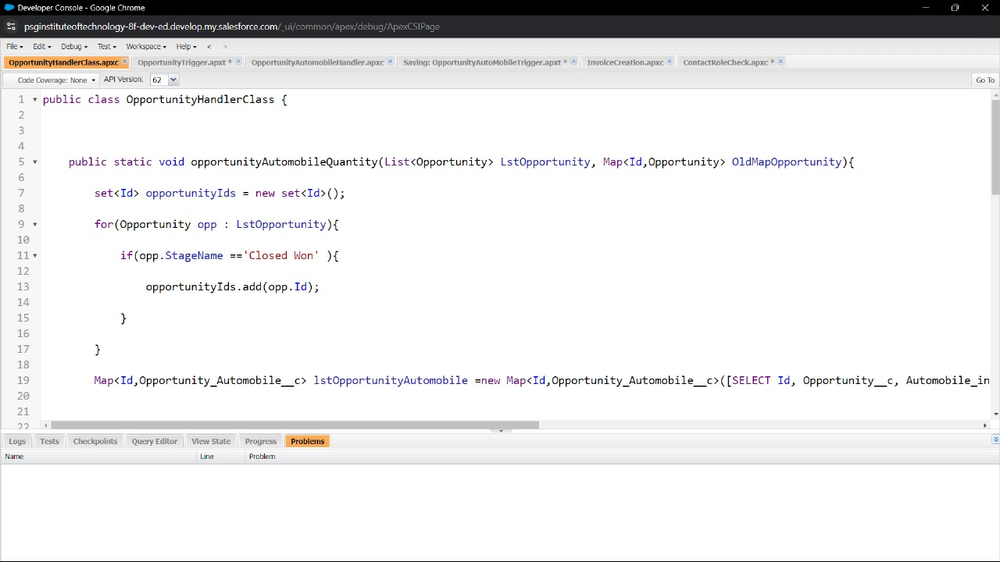 Developer Console - Google Chrome
psginstituteoftechnology-8f-dev-ed.develop.my.salesforce.com/_ui/common/apex/debug/ApexCSIPage
File Edit Debug Test Workspace Help < >
OpportunityHandlerClass.apxc OpportunityTrigger.apxt * OpportunityAutomobileHandler.apxc Saving: OpportunityAutoMobileTrigger.apxt * InvoiceCreation.apxc ContactRoleCheck.apxc *
Code Coverage: None API Version: 62 Go To
1 public class OpportunityHandlerClass {
2
3
4
5 public static void opportunityAutomobileQuantity(List<Opportunity> LstOpportunity, Map<Id,Opportunity> OldMapOpportunity){
6
7 set<Id> opportunityIds = new set<Id>();
8
9 for(Opportunity opp : LstOpportunity){
10
11 if(opp.StageName =='Closed Won' ){
12
13 opportunityIds.add(opp.Id);
14
15 }
16
17 }
18
19 Map<Id,Opportunity_Automobile__c> lstOpportunityAutomobile =new Map<Id,Opportunity_Automobile__c>([SELECT Id, Opportunity__c, Automobile_in
20
21
22
Logs Tests Checkpoints Query Editor View State Progress Problems
Name Line Problem